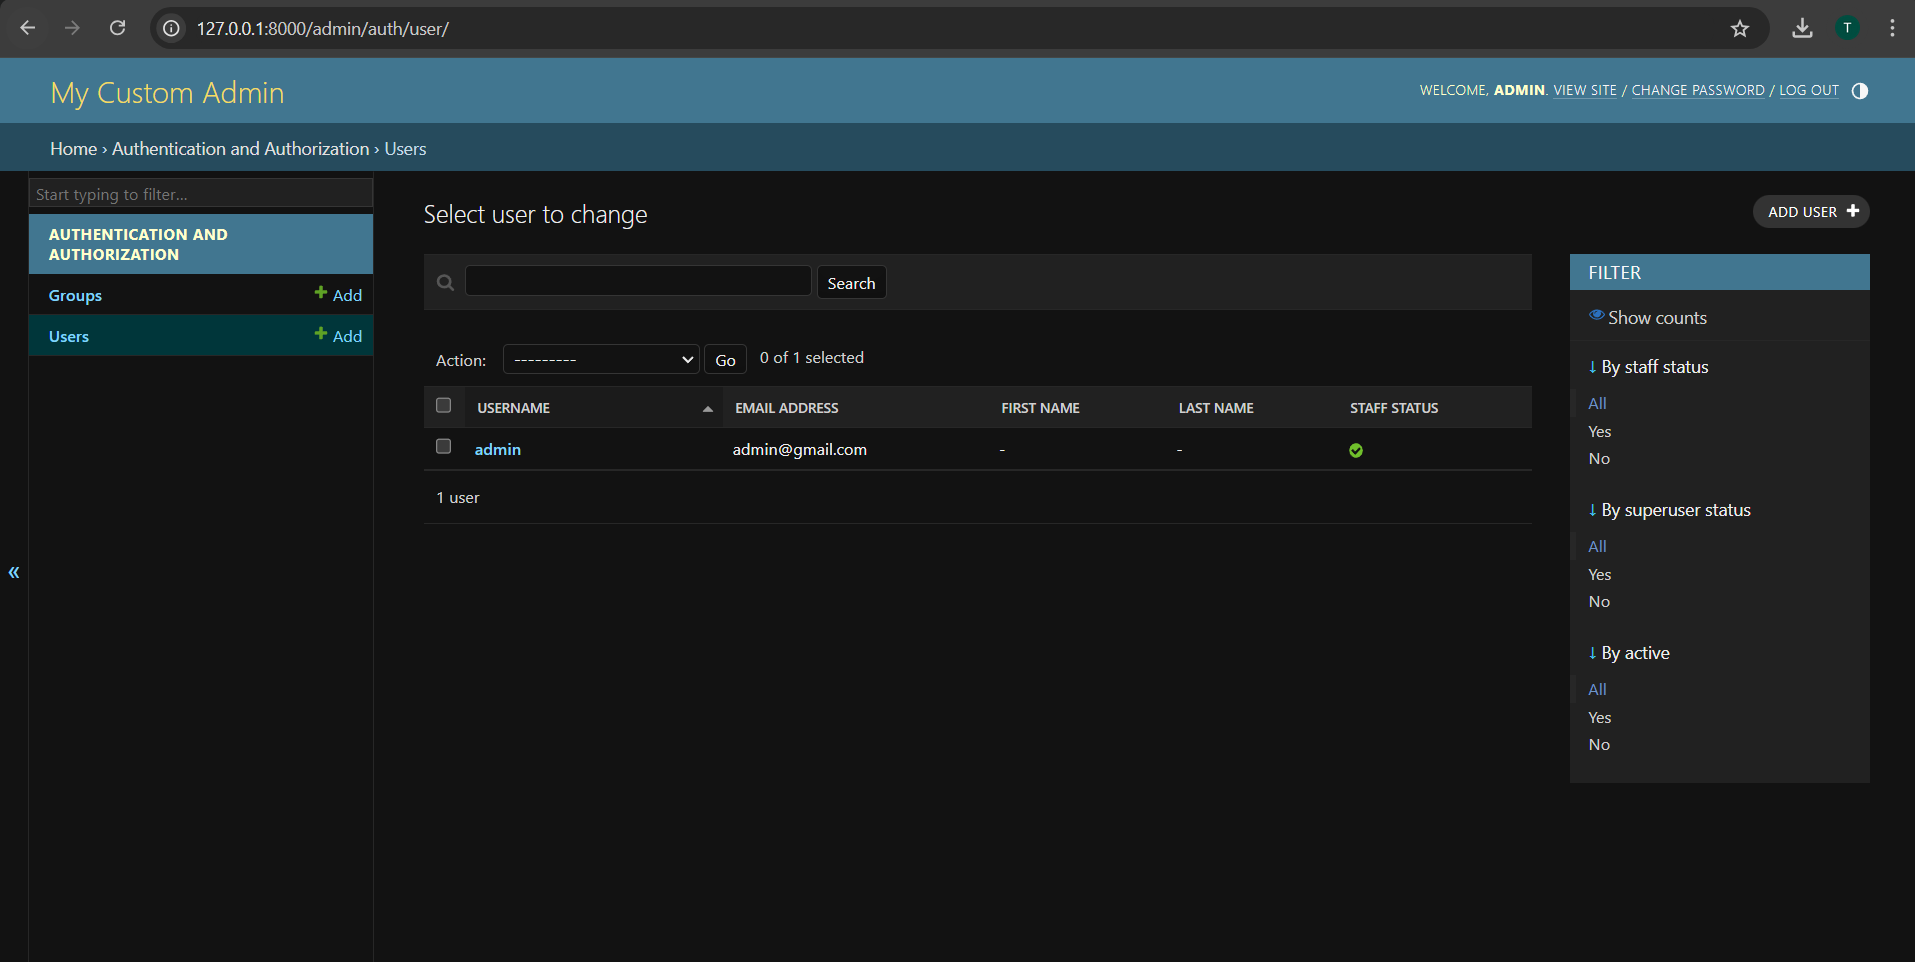 127.0.0.1:8000/admin/auth/user/
T
My Custom Admin
WELCOME, ADMIN. VIEW SITE / CHANGE PASSWORD / LOG OUT
Home › Authentication and Authorization › Users
Start typing to filter...
AUTHENTICATION AND
AUTHORIZATION
Groups + Add
Users + Add
«
Select user to change
ADD USER +
Search
Action: --------- Go 0 of 1 selected
USERNAME EMAIL ADDRESS FIRST NAME LAST NAME STAFF STATUS
admin admin@gmail.com - -
1 user
FILTER
Show counts
↓ By staff status
All
Yes
No
↓ By superuser status
All
Yes
No
↓ By active
All
Yes
No